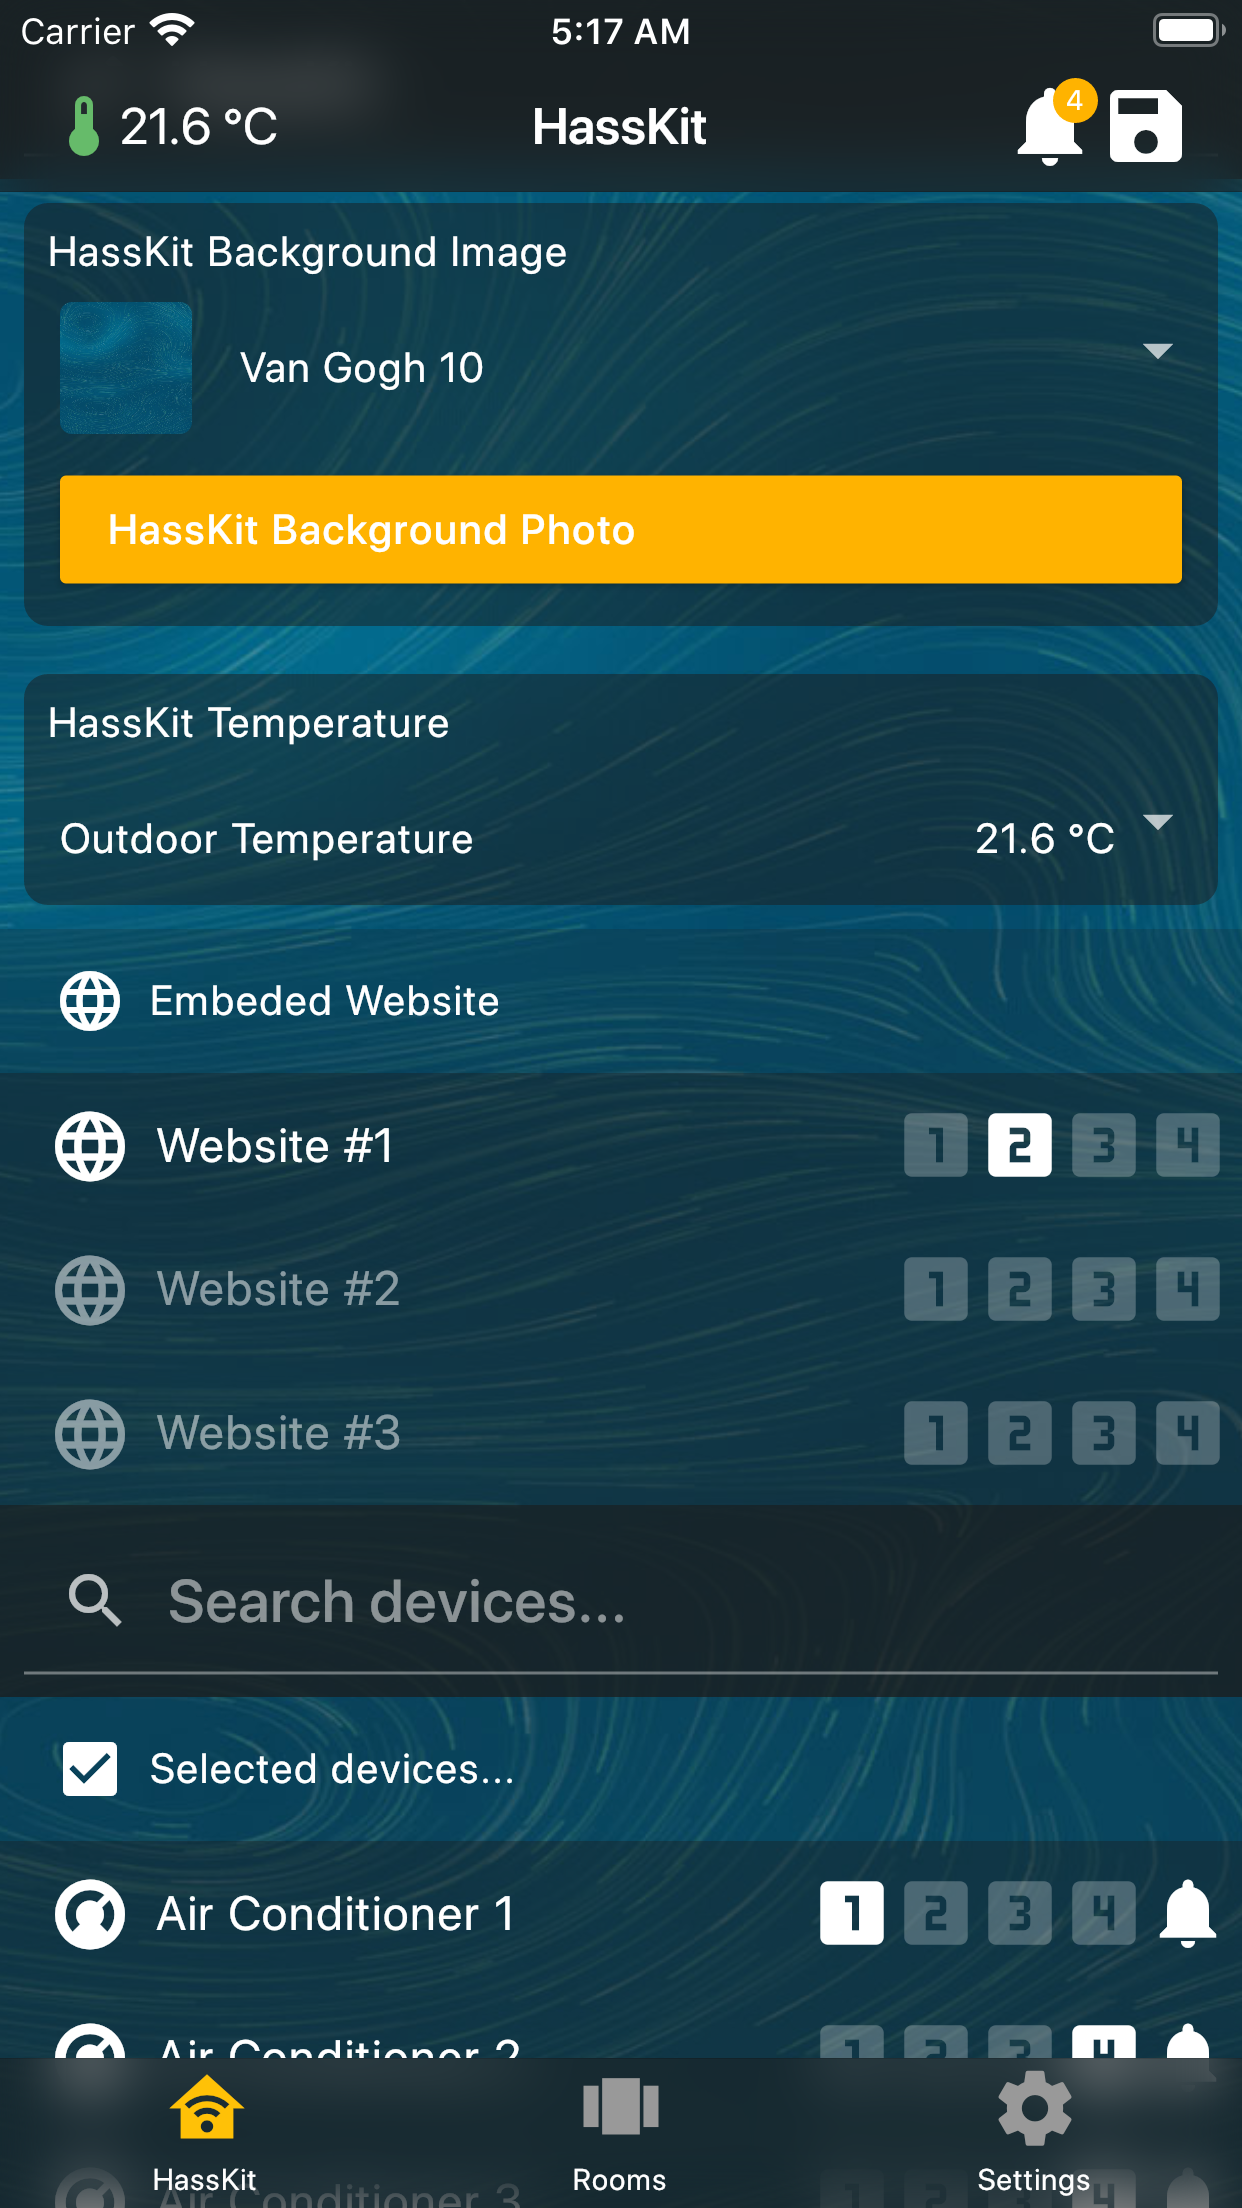 Carrier 5:17 AM
21.6 °C HassKit 4
HassKit Background Image
Van Gogh 10
HassKit Background Photo
HassKit Temperature
Outdoor Temperature 21.6 °C
Embeded Website
Website #1 1 2 3 4
Website #2 1 2 3 4
Website #3 1 2 3 4
Search devices...
Selected devices...
Air Conditioner 1 1 2 3 4
Air Conditioner 2 1 2 3 4
Air Conditioner 3
HassKit Rooms Settings